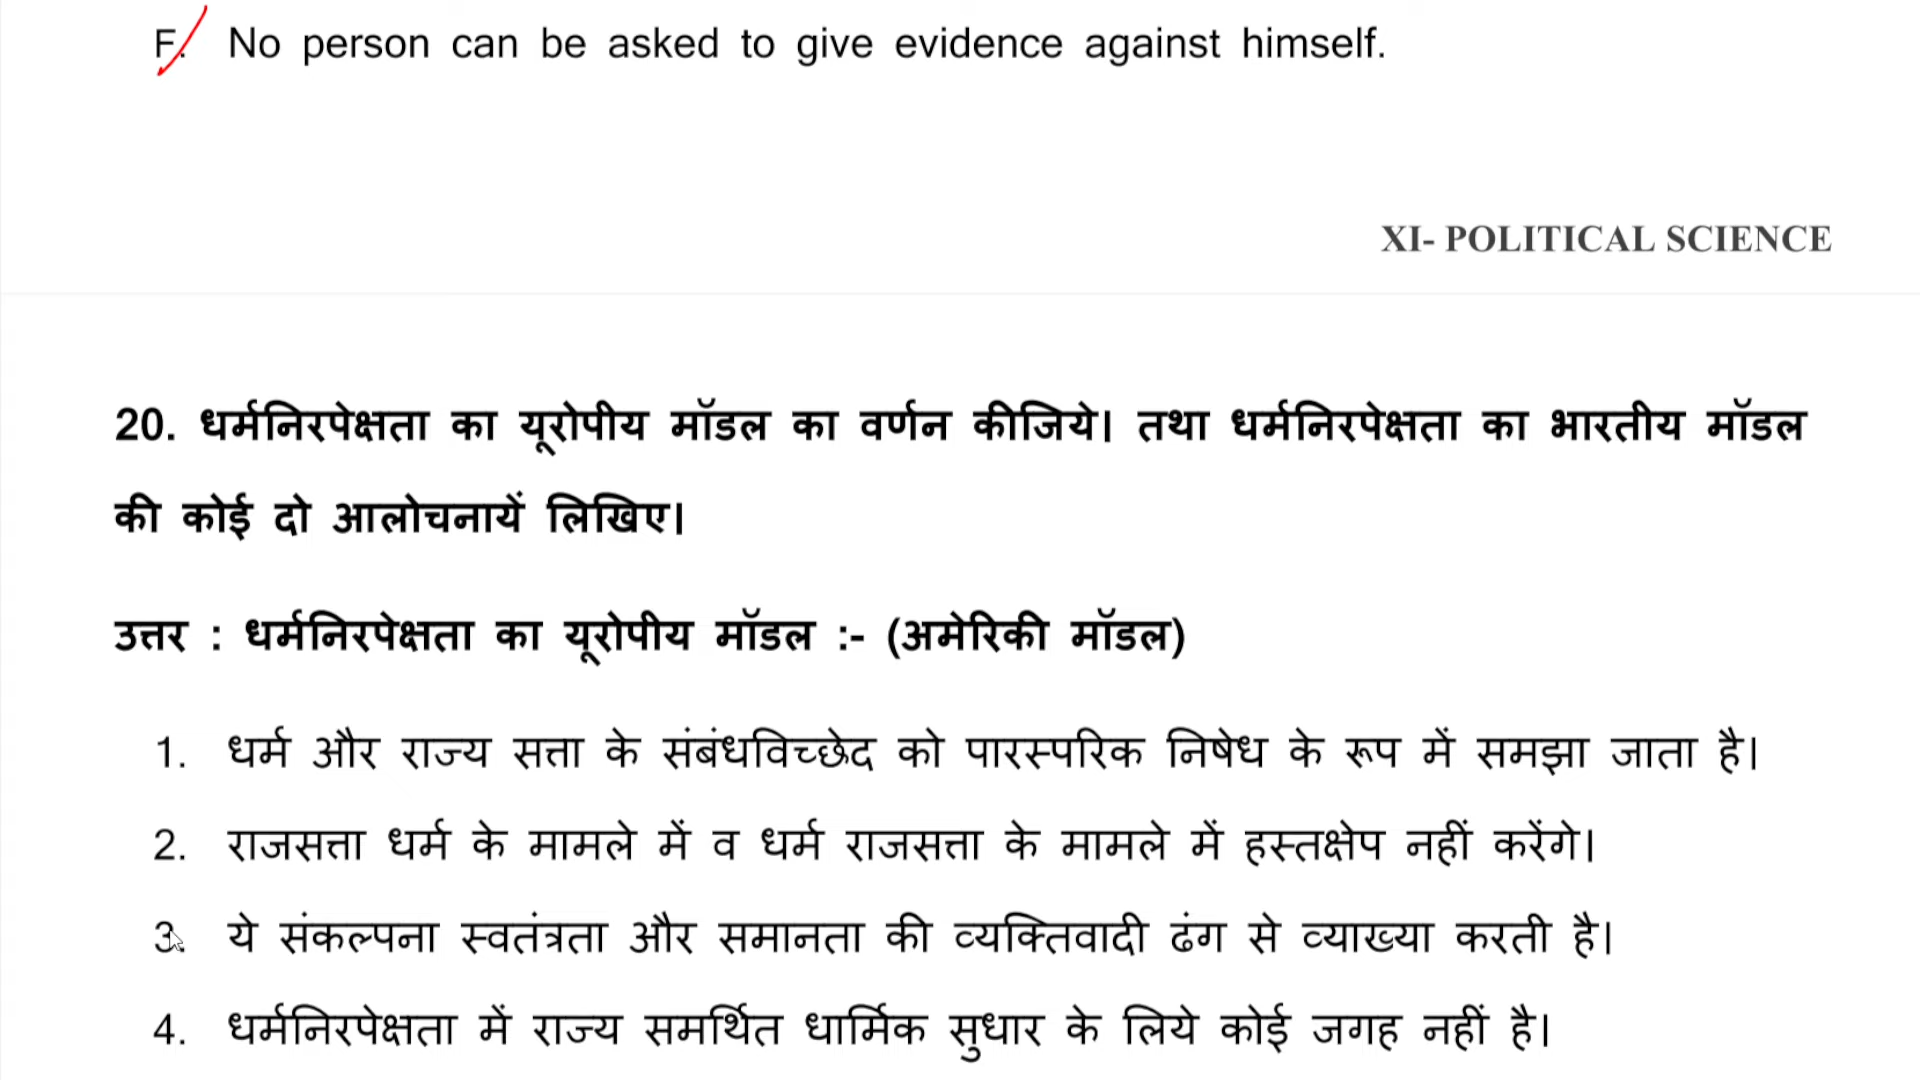 F. No person can be asked to give evidence against himself.
XI- POLITICAL SCIENCE
20. धर्मनिरपेक्षता का यूरोपीय मॉडल का वर्णन कीजिये। तथा धर्मनिरपेक्षता का भारतीय मॉडल
की कोई दो आलोचनायें लिखिए।
उत्तर : धर्मनिरपेक्षता का यूरोपीय मॉडल :- (अमेरिकी मॉडल)
1. धर्म और राज्य सत्ता के संबंधविच्छेद को पारस्परिक निषेध के रूप में समझा जाता है।
2. राजसत्ता धर्म के मामले में व धर्म राजसत्ता के मामले में हस्तक्षेप नहीं करेंगे।
3. ये संकल्पना स्वतंत्रता और समानता की व्यक्तिवादी ढंग से व्याख्या करती है।
4. धर्मनिरपेक्षता में राज्य समर्थित धार्मिक सुधार के लिये कोई जगह नहीं है।